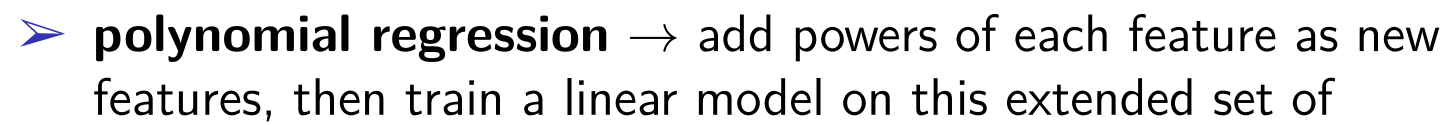 ➢ polynomial regression → add powers of each feature as new
features, then train a linear model on this extended set of